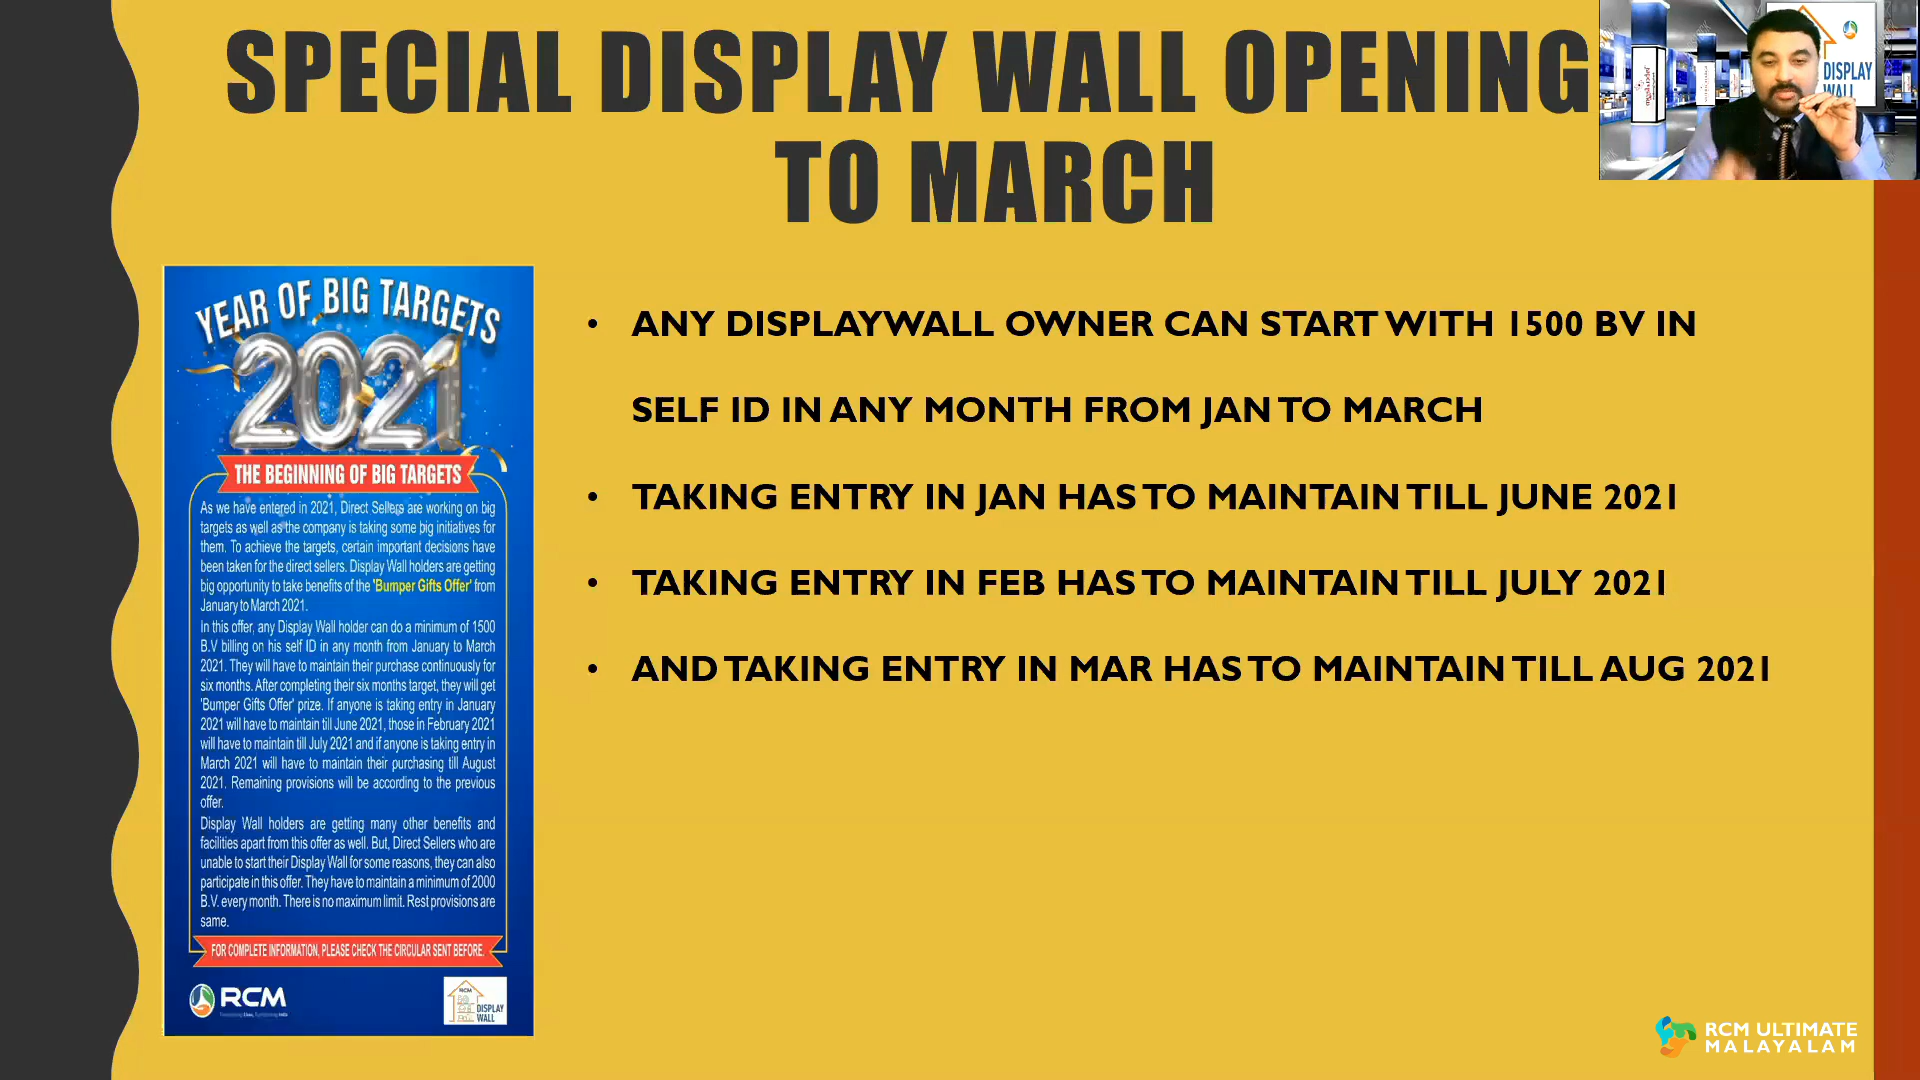 SPECIAL DISPLAY WALL OPENING
TO MARCH
DISPLAY
WALL
YEAR OF BIG TARGETS
2021
THE BEGINNING OF BIG TARGETS
As we have entered in 2021, Direct Sellers are working on big
targets as well as the company is taking some big initiatives for
them. To achieve the targets, certain important decisions have
been taken for the direct sellers. Display Wall holders are getting
big opportunity to take benefits of the 'Bumper Gifts Offer' from
January to March 2021.
In this offer, any Display Wall holder can do a minimum of 1500
B.V billing on his self ID in any month from January to March
2021. They will have to maintain their purchase continuously for
six months. After completing their six months target, they will get
'Bumper Gifts Offer' prize. If anyone is taking entry in January
2021 will have to maintain till June 2021, those in February 2021
will have to maintain till July 2021 and if anyone is taking entry in
March 2021 will have to maintain their purchasing till August
2021. Remaining provisions will be according to the previous
offer.
Display Wall holders are getting many other benefits and
facilities apart from this offer as well. But, Direct Sellers who are
unable to start their Display Wall for some reasons, they can also
participate in this offer. They have to maintain a minimum of 2000
B.V. every month. There is no maximum limit. Rest provisions are
same.
FOR COMPLETE INFORMATION, PLEASE CHECK THE CIRCULAR SENT BEFORE.
RCM
RCM
DISPLAY
WALL
• ANY DISPLAYWALL OWNER CAN START WITH 1500 BV IN
SELF ID IN ANY MONTH FROM JAN TO MARCH
• TAKING ENTRY IN JAN HAS TO MAINTAIN TILL JUNE 2021
• TAKING ENTRY IN FEB HAS TO MAINTAIN TILL JULY 2021
• AND TAKING ENTRY IN MAR HAS TO MAINTAIN TILL AUG 2021
RCM ULTIMATE
MALAYALAM